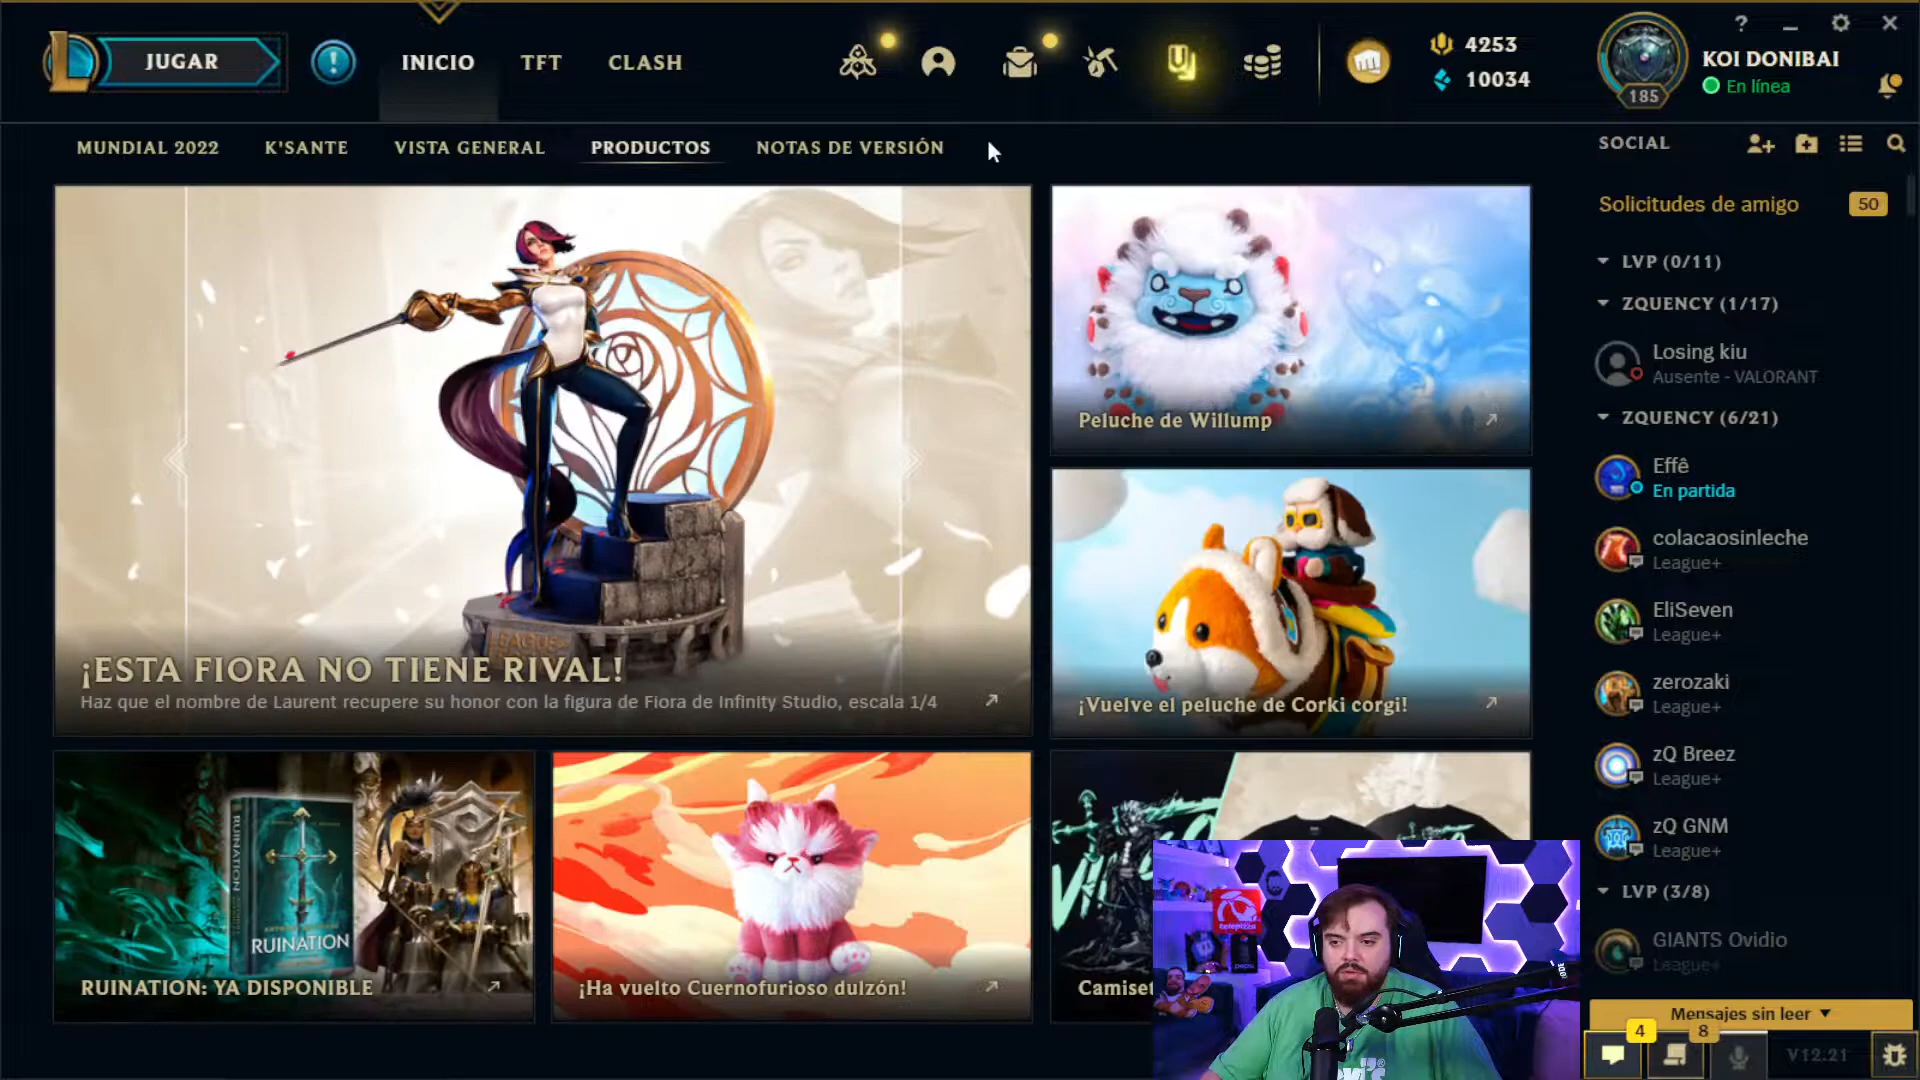 JUGAR
INICIO
TFT
CLASH
4253
10034
185
KOI DONIBAI
En línea
MUNDIAL 2022
K'SANTE
VISTA GENERAL
PRODUCTOS
NOTAS DE VERSIÓN
¡ESTA FIORA NO TIENE RIVAL!
Haz que el nombre de Laurent recupere su honor con la figura de Fiora de Infinity Studio, escala 1/4
Peluche de Willump
¡Vuelve el peluche de Corki corgi!
RUINATION
RUINATION
RUINATION: YA DISPONIBLE
¡Ha vuelto Cuernofurioso dulzón!
Camiset
telepizza
SOCIAL
Solicitudes de amigo
50
LVP (0/11)
ZQUENCY (1/17)
Losing kiu
Ausente - VALORANT
ZQUENCY (6/21)
Effê
En partida
colacaosinleche
League+
EliSeven
League+
zerozaki
League+
zQ Breez
League+
zQ GNM
League+
LVP (3/8)
GIANTS Ovidio
League+
Mensajes sin leer
4
8
V12.21